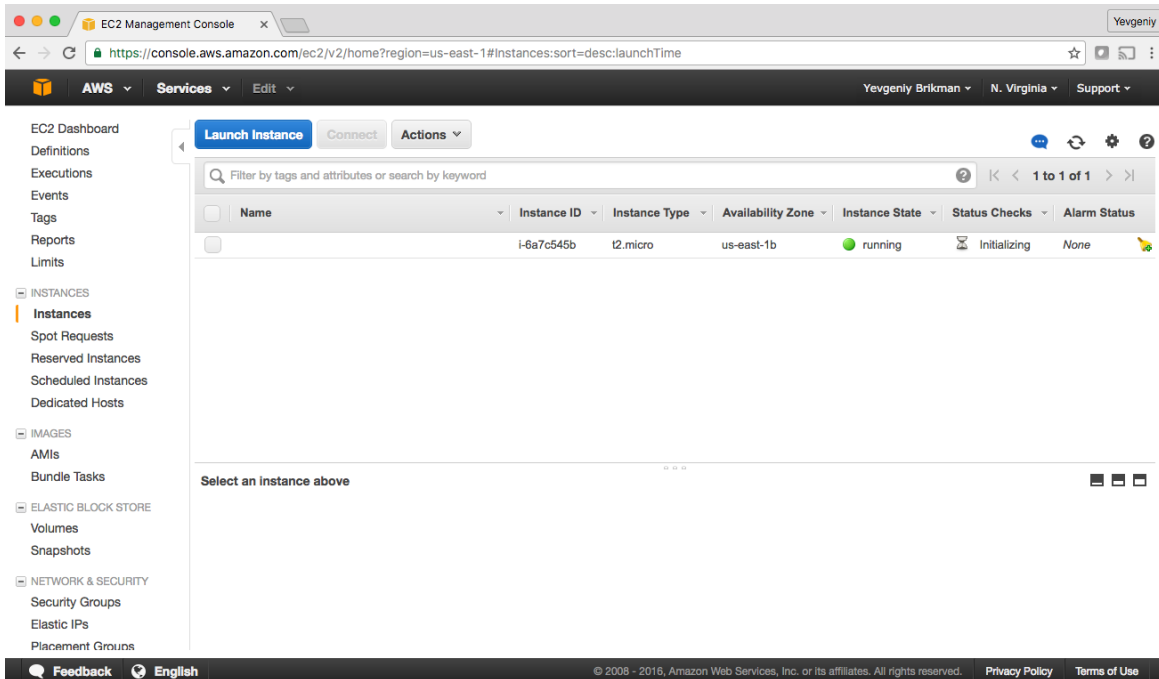 EC2 Management Console
Yevgeniy
https://console.aws.amazon.com/ec2/v2/home?region=us-east-1#Instances:sort=desc:launchTime
AWS Services Edit Yevgeniy Brikman N. Virginia Support
EC2 Dashboard
Definitions
Executions
Events
Tags
Reports
Limits
INSTANCES
Instances
Spot Requests
Reserved Instances
Scheduled Instances
Dedicated Hosts
IMAGES
AMIs
Bundle Tasks
ELASTIC BLOCK STORE
Volumes
Snapshots
NETWORK & SECURITY
Security Groups
Elastic IPs
Placement Groups
Launch Instance Connect Actions
Filter by tags and attributes or search by keyword 1 to 1 of 1
Name Instance ID Instance Type Availability Zone Instance State Status Checks Alarm Status
i-6a7c545b t2.micro us-east-1b running Initializing None
Select an instance above
Feedback English © 2008 - 2016, Amazon Web Services, Inc. or its affiliates. All rights reserved. Privacy Policy Terms of Use